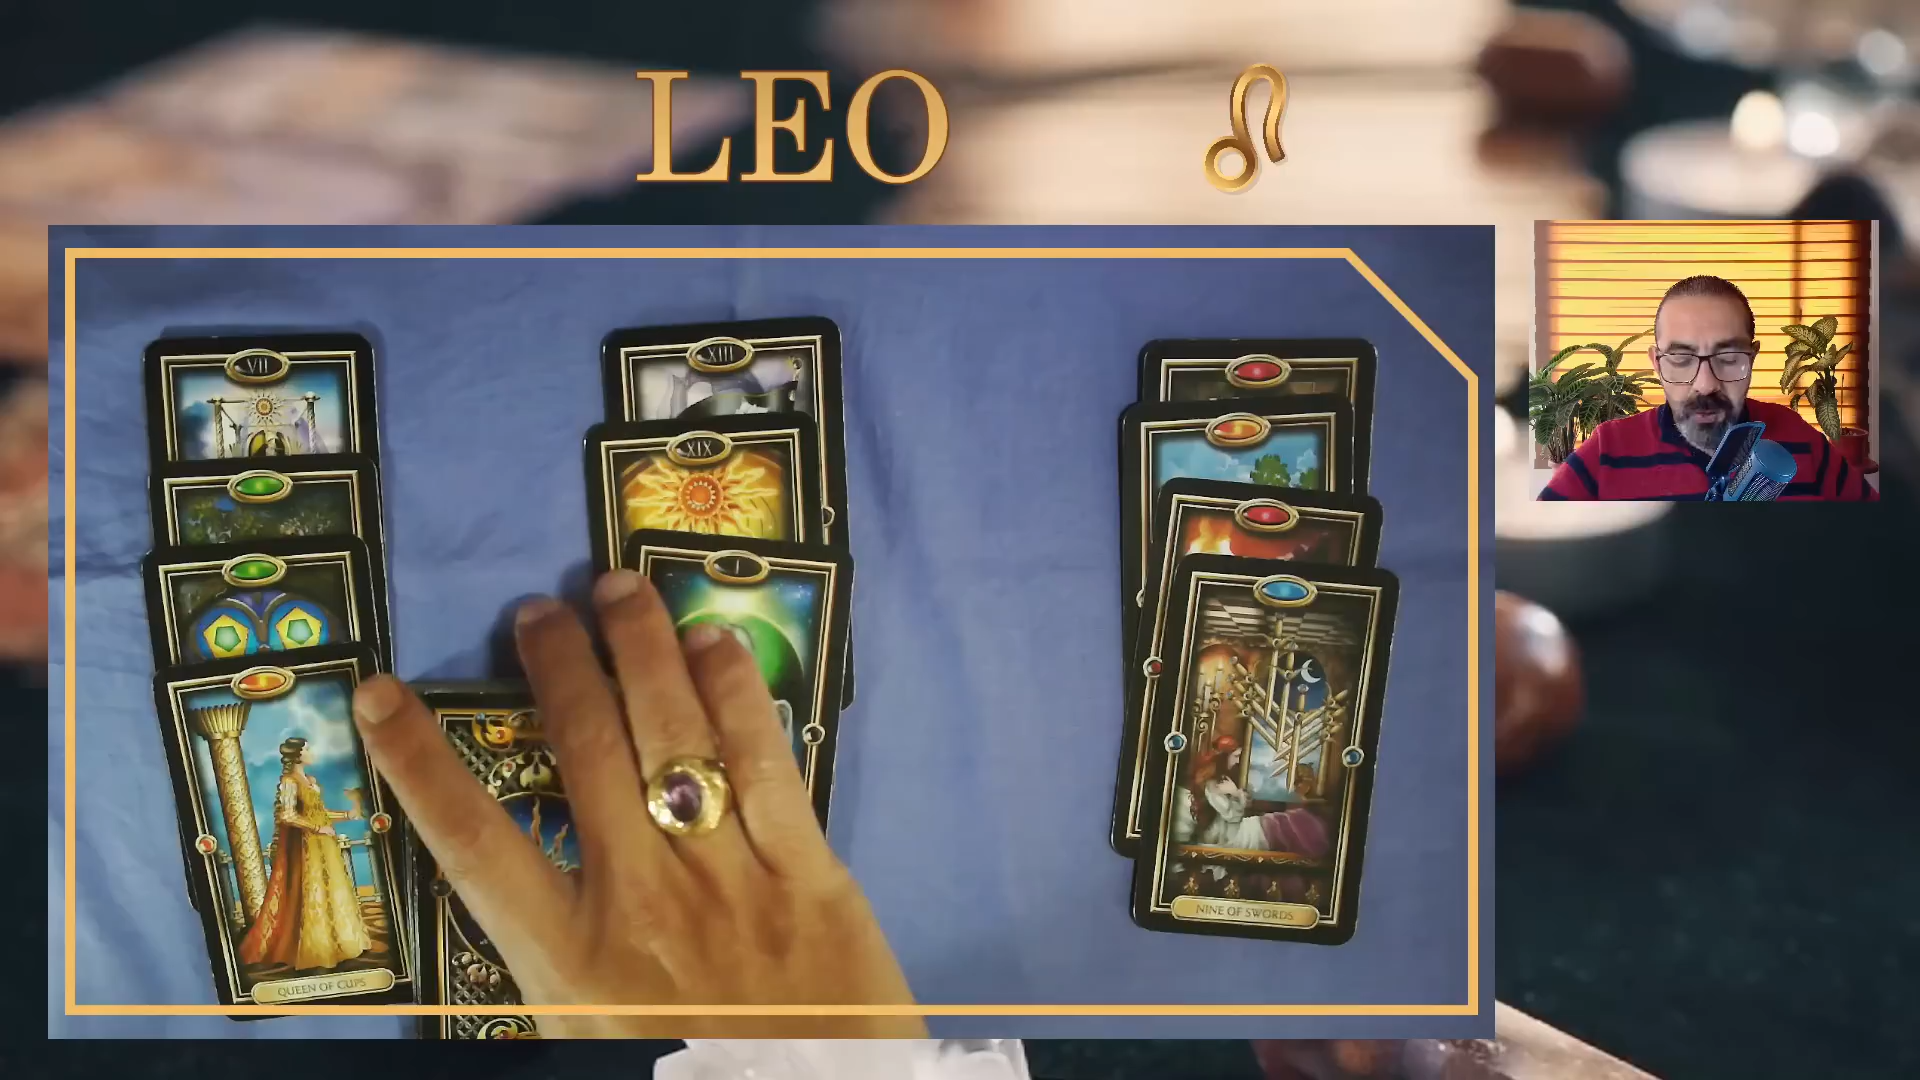 LEO
VII
XIII
XIX
I
QUEEN OF CUPS
NINE OF SWORDS